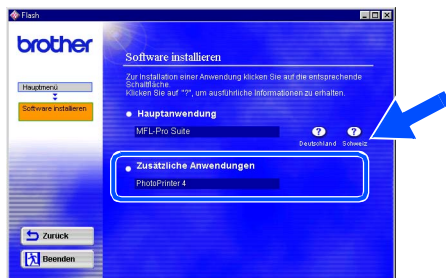 Flash
brother
Software installieren
Zur Installation einer Anwendung klicken Sie auf die entsprechende
Schaltfläche.
Klicken Sie auf "?", um ausführliche Informationen zu erhalten.
Hauptmenü
Software installieren
Hauptanwendung
MFL-Pro Suite
? ?
Deutschland Schweiz
Zusätzliche Anwendungen
PhotoPrinter 4
Zurück
Beenden